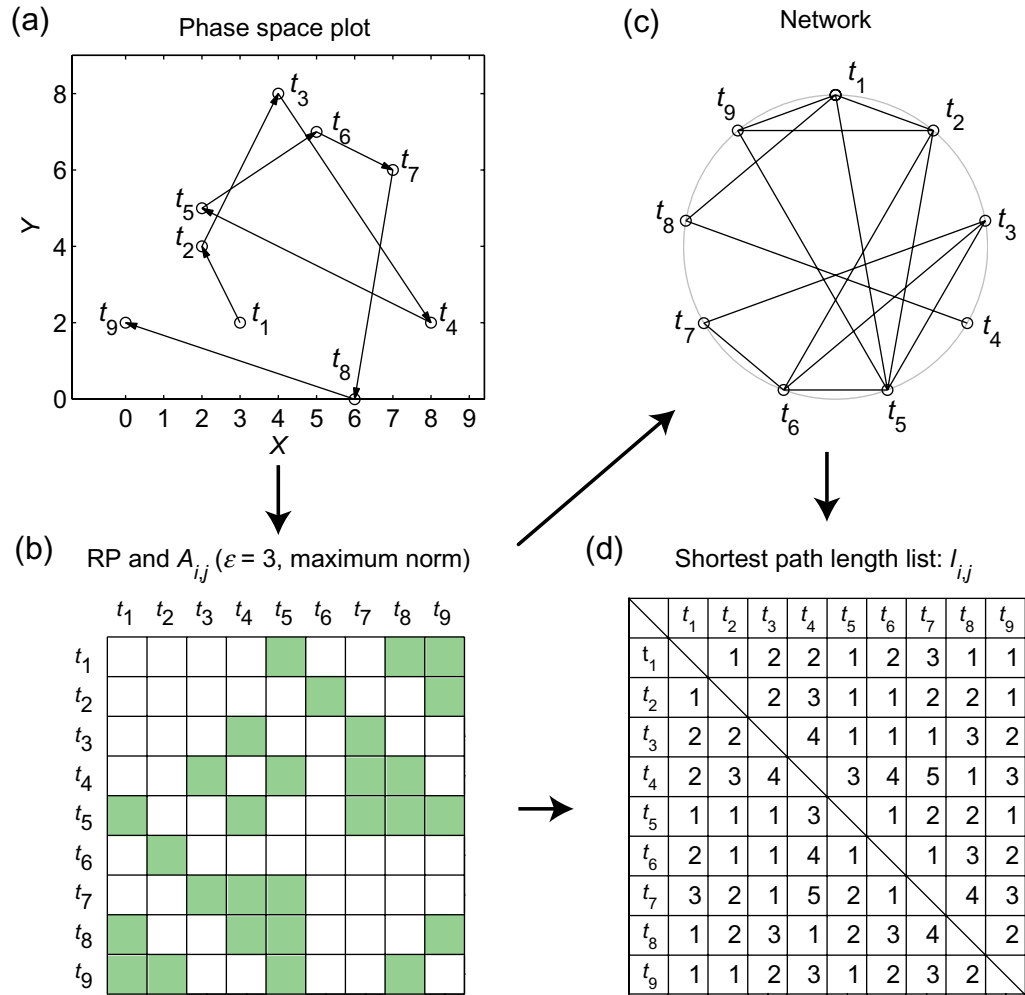 (a)
Phase space plot
8
6
4
2
0
Y
0 1 2 3 4 5 6 7 8 9
X
t3
t6
t7
t5
t2
t9
t1
t4
t8
(c)
Network
t1
t9
t2
t8
t3
t7
t4
t6
t5
(b)
RP and Ai,j (ε = 3, maximum norm)
t1 t2 t3 t4 t5 t6 t7 t8 t9
t1
t2
t3
t4
t5
t6
t7
t8
t9
(d)
Shortest path length list: li,j
t1 t2 t3 t4 t5 t6 t7 t8 t9
t1 1 2 2 1 2 3 1 1
t2 1 2 3 1 1 2 2 1
t3 2 2 4 1 1 1 3 2
t4 2 3 4 3 4 5 1 3
t5 1 1 1 3 1 2 2 1
t6 2 1 1 4 1 1 3 2
t7 3 2 1 5 2 1 4 3
t8 1 2 3 1 2 3 4 2
t9 1 1 2 3 1 2 3 2